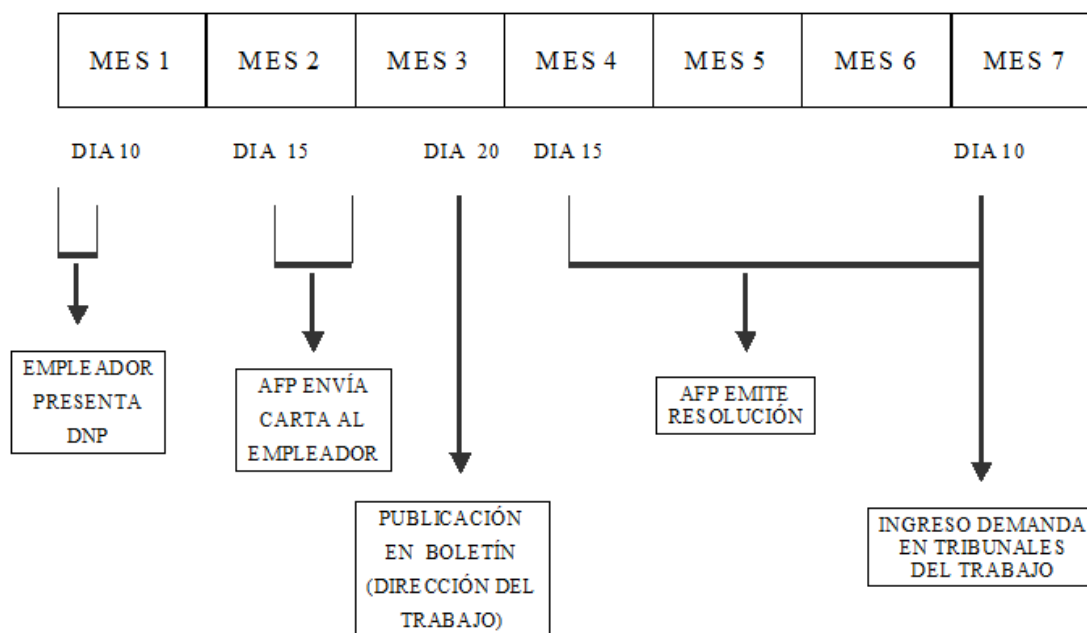 MES 1 MES 2 MES 3 MES 4 MES 5 MES 6 MES 7
DIA 10 DIA 15 DIA 20 DIA 15 DIA 10
EMPLEADOR
PRESENTA
DNP
AFP ENVÍA
CARTA AL
EMPLEADOR
AFP EMITE
RESOLUCIÓN
PUBLICACIÓN
EN BOLETÍN
(DIRECCIÓN DEL
TRABAJO)
INGRESO DEMANDA
EN TRIBUNALES
DEL TRABAJO